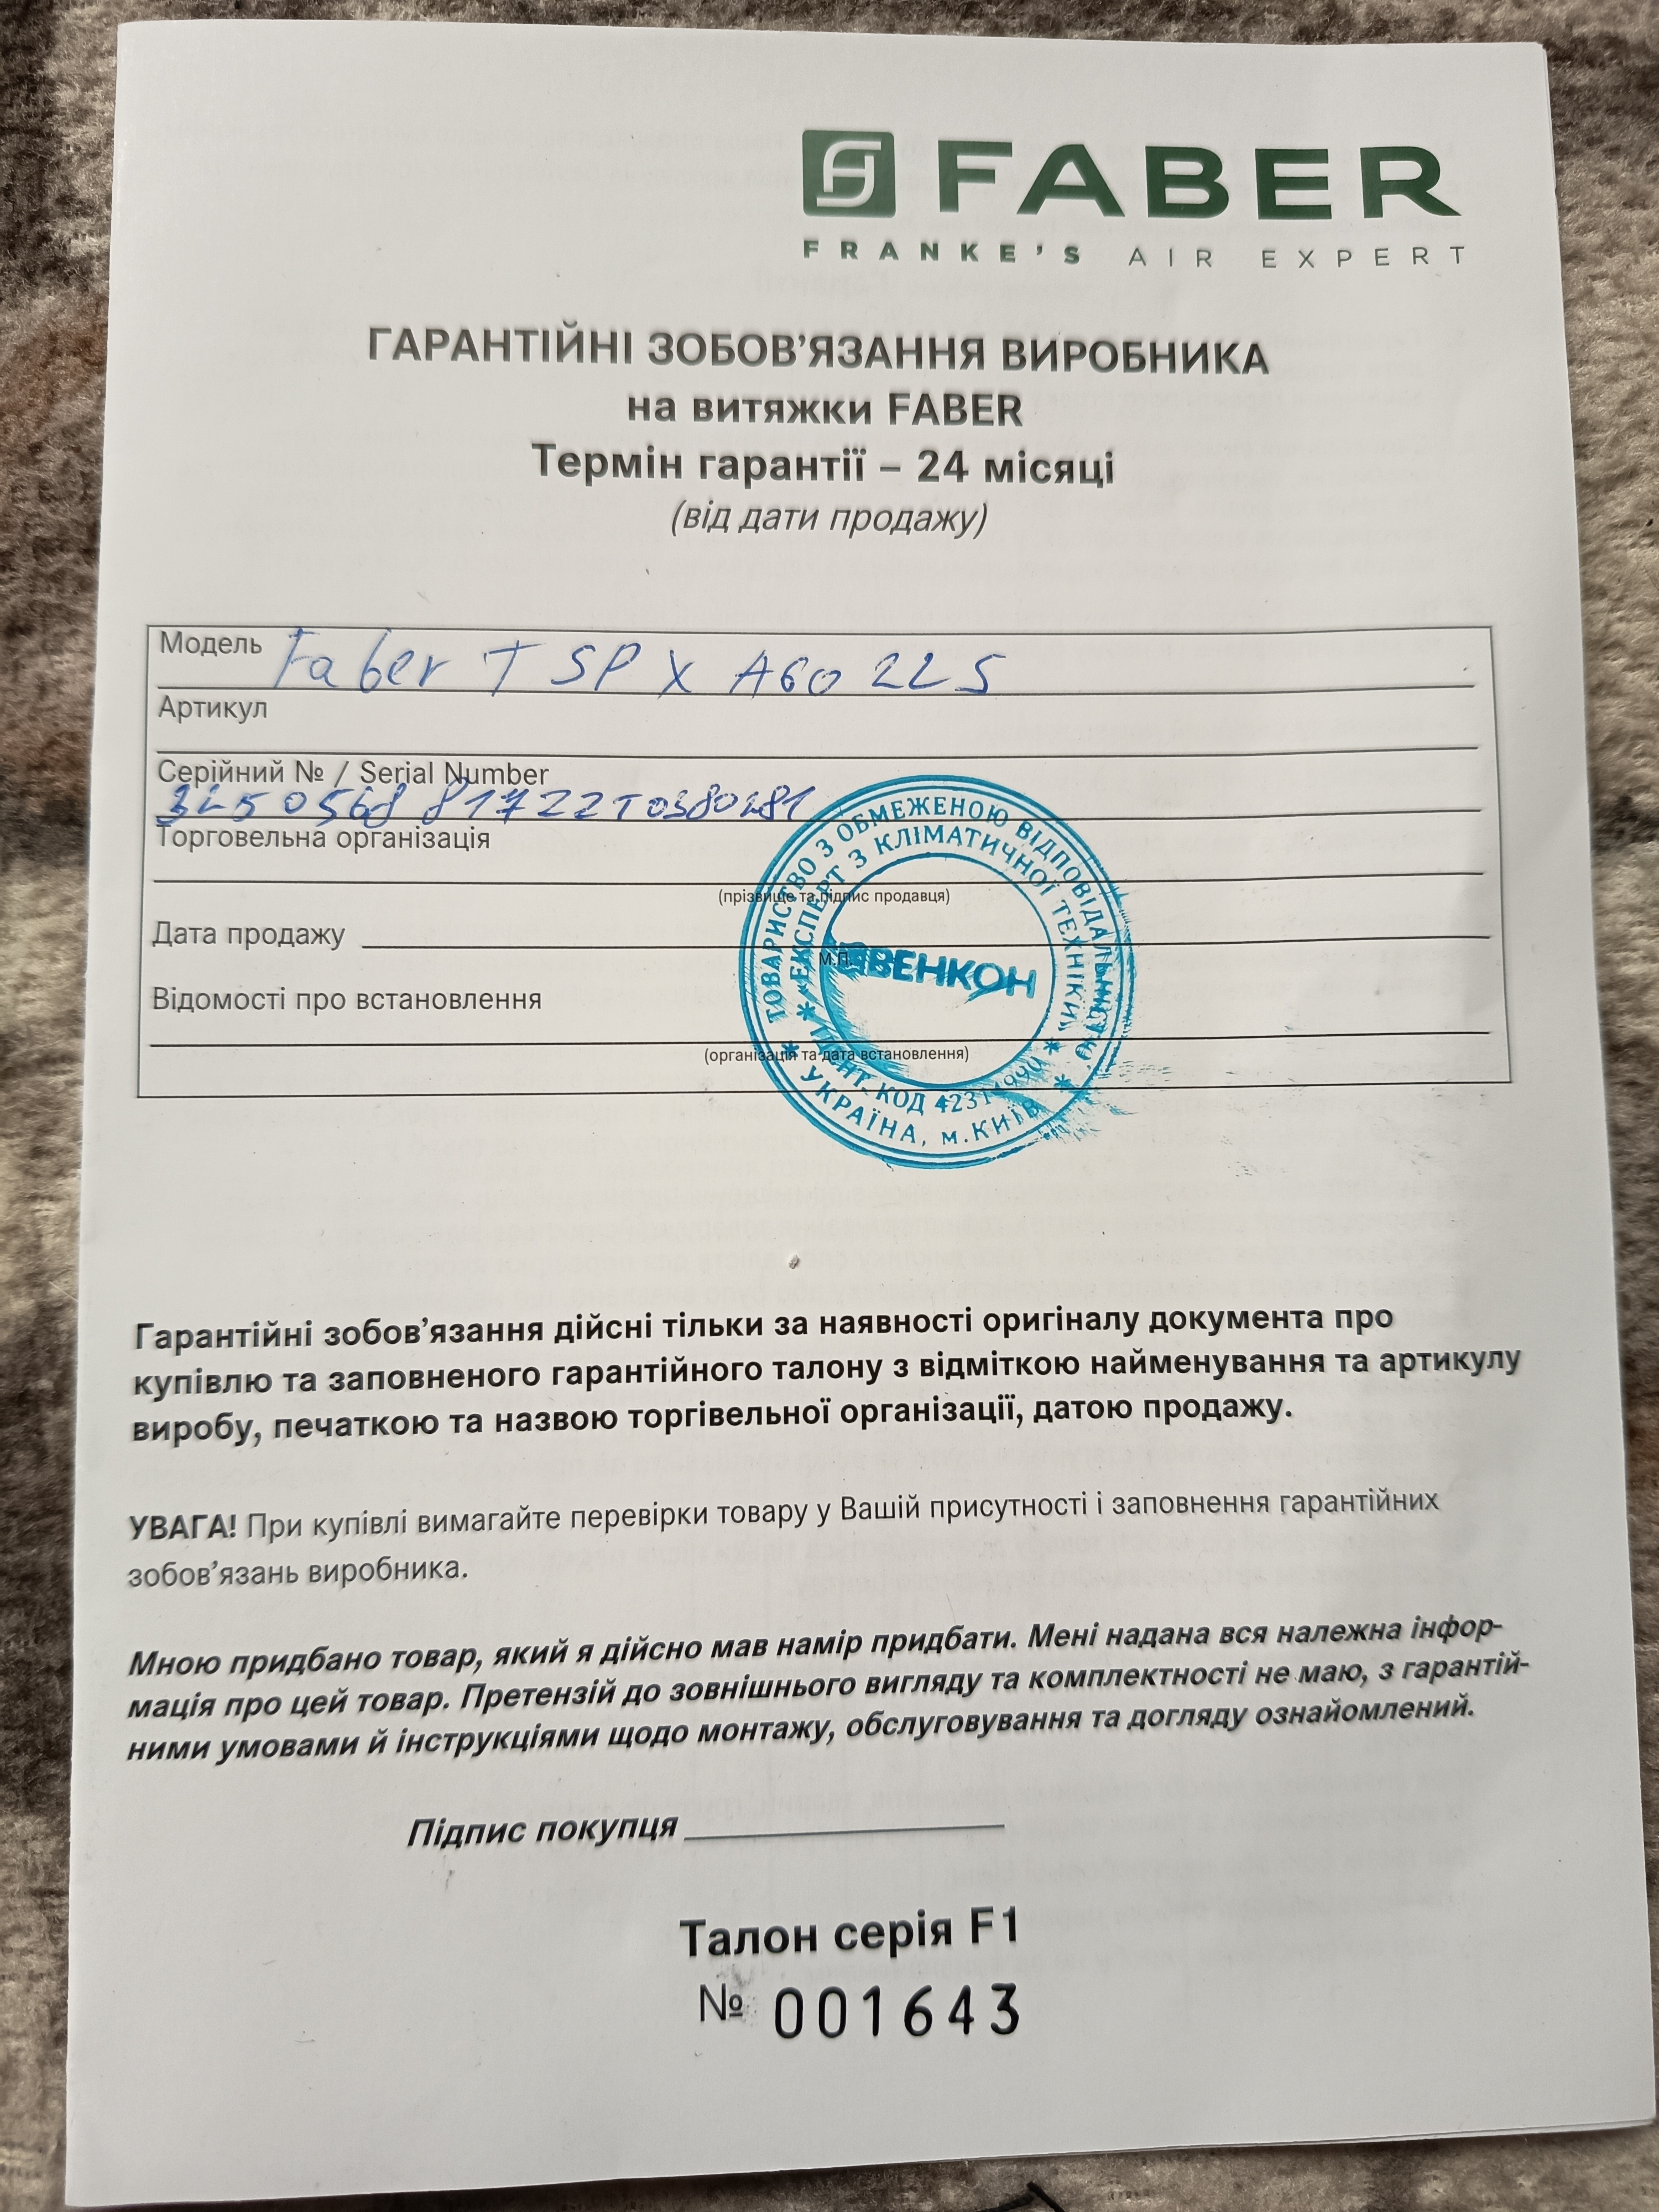 FABER
FRANKE'S AIR EXPERT
ГАРАНТІЙНІ ЗОБОВ'ЯЗАННЯ ВИРОБНИКА
на витяжки FABER
Термін гарантії – 24 місяці
(від дати продажу)
Модель Faber T SP X A60 22 S
Артикул
Серійний № / Serial Number
Торговельна організація
(прізвище та підпис продавця)
Дата продажу
М.П.
Відомості про встановлення
(організація та дата встановлення)
ТОВАРИСТВО З ОБМЕЖЕНОЮ ВІДПОВІДАЛЬНІСТЮ
* УКРАЇНА, м.КИЇВ *
«ЕКСПЕРТ З КЛІМАТИЧНОЇ ТЕХНІКИ»
ІДЕНТ. КОД
ВЕНКОН
Гарантійні зобов'язання дійсні тільки за наявності оригіналу документа про
купівлю та заповненого гарантійного талону з відміткою найменування та артикулу
виробу, печаткою та назвою торгівельної організації, датою продажу.
УВАГА! При купівлі вимагайте перевірки товару у Вашій присутності і заповнення гарантійних
зобов'язань виробника.
Мною придбано товар, який я дійсно мав намір придбати. Мені надана вся належна інфор-
мація про цей товар. Претензій до зовнішнього вигляду та комплектності не маю, з гарантій-
ними умовами й інструкціями щодо монтажу, обслуговування та догляду ознайомлений.
Підпис покупця
Талон серія F1
№ 001643